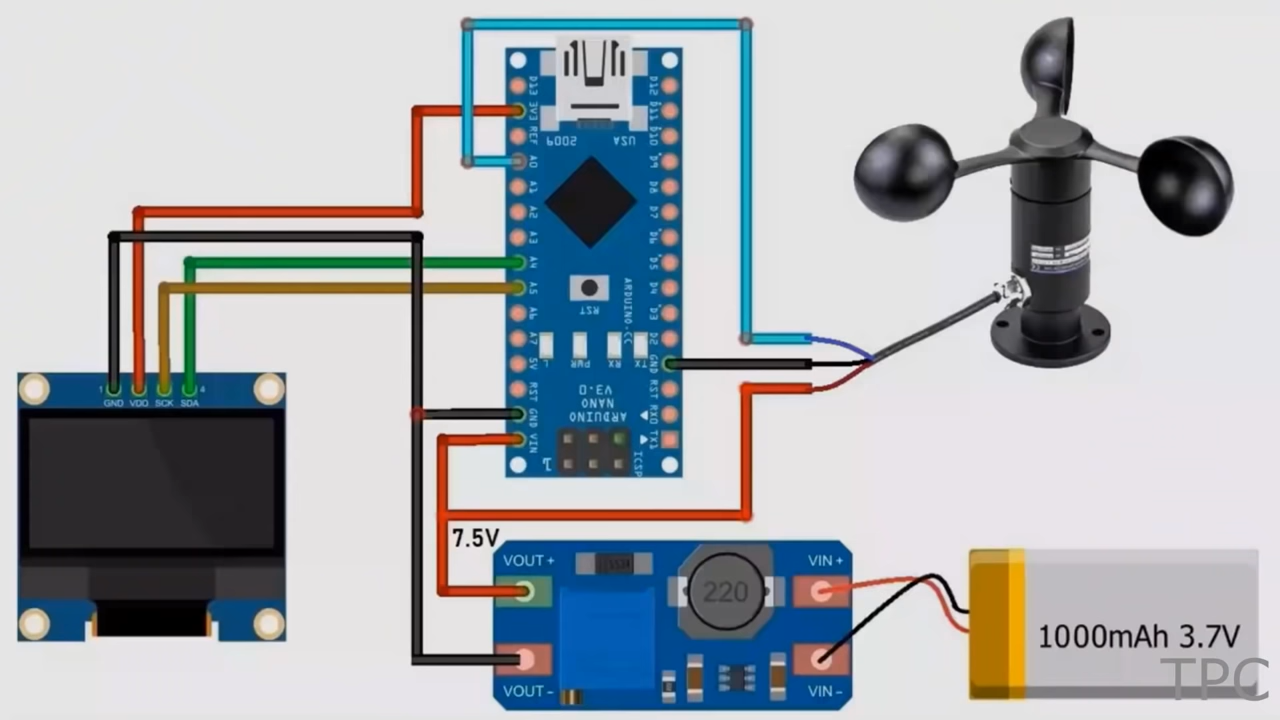 D13
3V3
REF
A0
A1
A2
A3
A4
A5
A6
A7
5V
RST
GND
VIN
D12
D11
D10
D9
D8
D7
D6
D5
D4
D3
D2
GND
RST
RX0
TX1
2009
USA
RST
ARDUINO.CC
L
PWR
RX
TX
ARDUINO
NANO
V3.0
ICSP
1
1
4
GND VDD SCK SDA
7.5V
VOUT +
VOUT -
220
VIN +
VIN -
1000mAh 3.7V
TPC